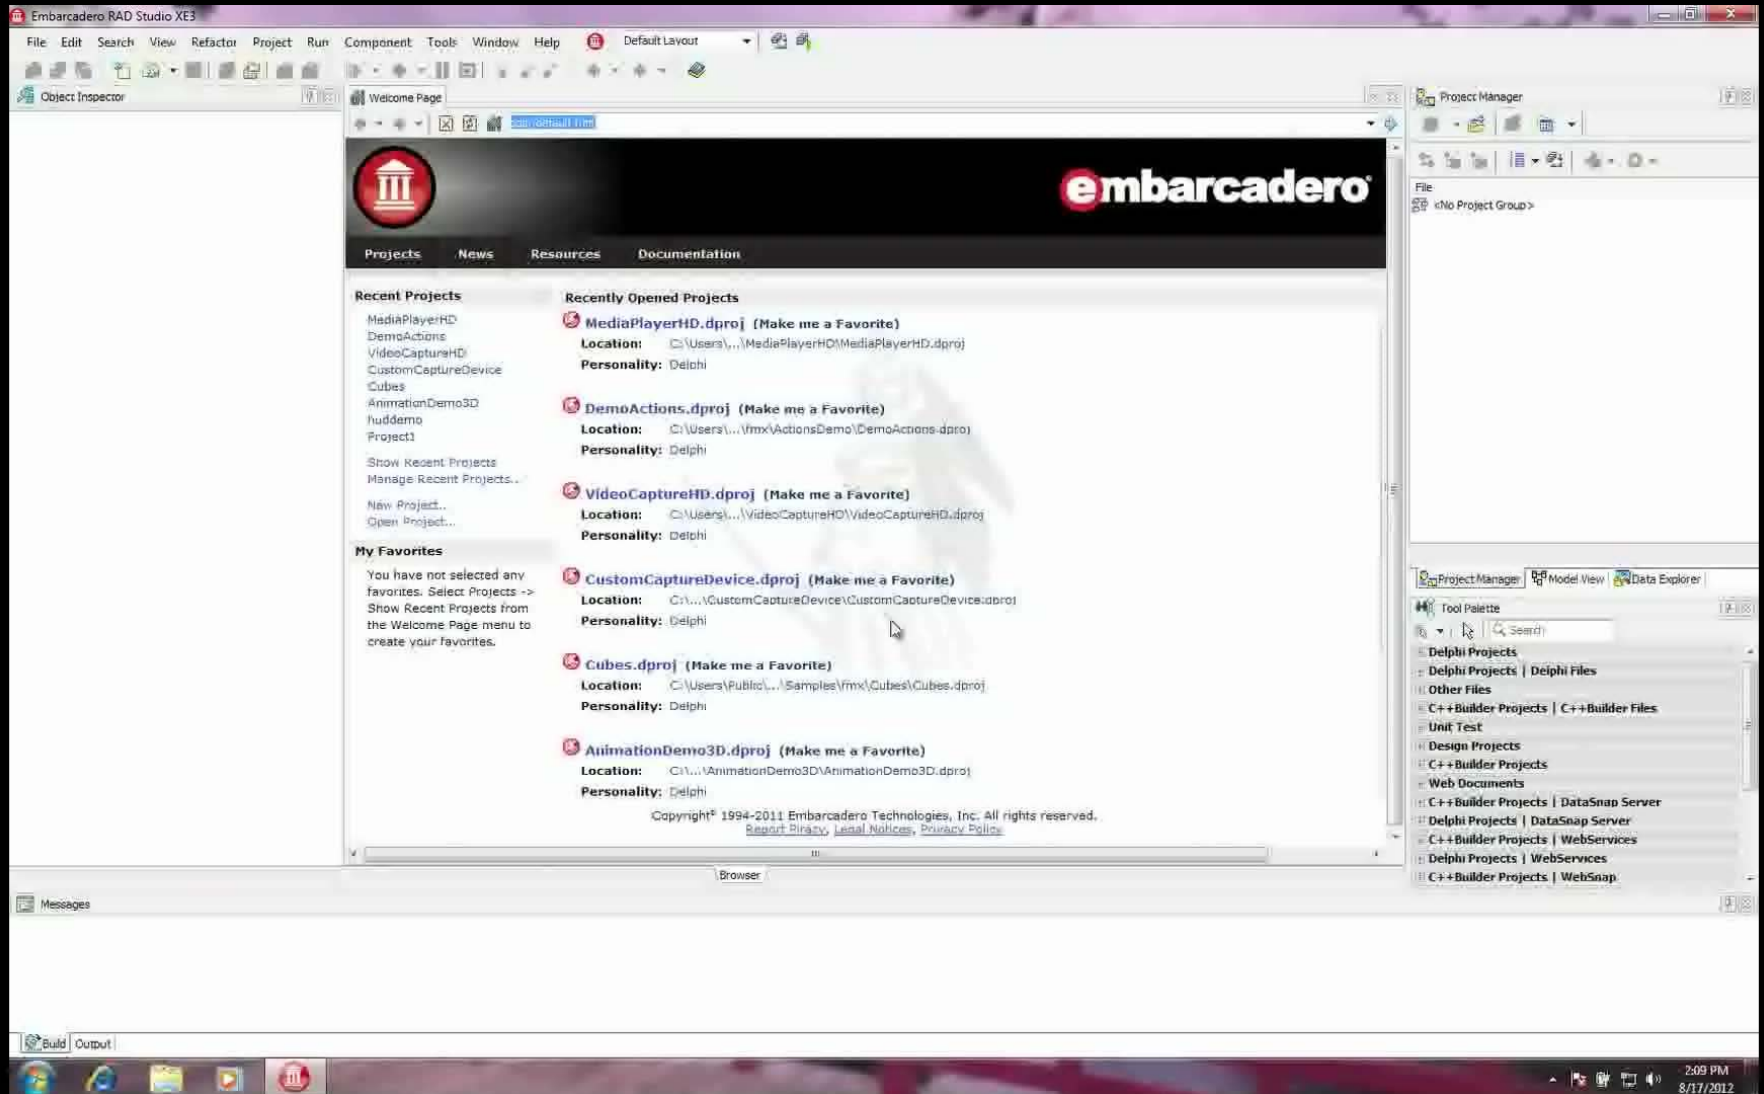 Embarcadero RAD Studio XE3
File Edit Search View Refactor Project Run Component Tools Window Help Default Layout
Object Inspector
Welcome Page
Project Manager
embarcadero
Projects News Resources Documentation
File
<No Project Group>
Recent Projects
MediaPlayerHD
DemoActions
VideoCaptureHD
CustomCaptureDevice
Cubes
AnimationDemo3D
huddemo
Project1
Show Recent Projects
Manage Recent Projects..
New Project..
Open Project...
My Favorites
You have not selected any
favorites. Select Projects ->
Show Recent Projects from
the Welcome Page menu to
create your favorites.
Recently Opened Projects
MediaPlayerHD.dproj (Make me a Favorite)
Location: C:\Users\...\MediaPlayerHD\MediaPlayerHD.dproj
Personality: Delphi
DemoActions.dproj (Make me a Favorite)
Location: C:\Users\...\fmx\ActionsDemo\DemoActions.dproj
Personality: Delphi
VideoCaptureHD.dproj (Make me a Favorite)
Location: C:\Users\...\VideoCaptureHD\VideoCaptureHD.dproj
Personality: Delphi
CustomCaptureDevice.dproj (Make me a Favorite)
Location: C:\...\CustomCaptureDevice\CustomCaptureDevice.dproj
Personality: Delphi
Cubes.dproj (Make me a Favorite)
Location: C:\Users\Public\...\Samples\fmx\Cubes\Cubes.dproj
Personality: Delphi
AnimationDemo3D.dproj (Make me a Favorite)
Location: C:\...\AnimationDemo3D\AnimationDemo3D.dproj
Personality: Delphi
Copyright© 1994-2011 Embarcadero Technologies, Inc. All rights reserved.
Report Piracy, Legal Notices, Privacy Policy
Browser
Project Manager Model View Data Explorer
Tool Palette
Search
Delphi Projects
Delphi Projects | Delphi Files
Other Files
C++Builder Projects | C++Builder Files
Unit Test
Design Projects
C++Builder Projects
Web Documents
C++Builder Projects | DataSnap Server
Delphi Projects | DataSnap Server
C++Builder Projects | WebServices
Delphi Projects | WebServices
C++Builder Projects | WebSnap
Messages
Build Output
2:09 PM
8/17/2012